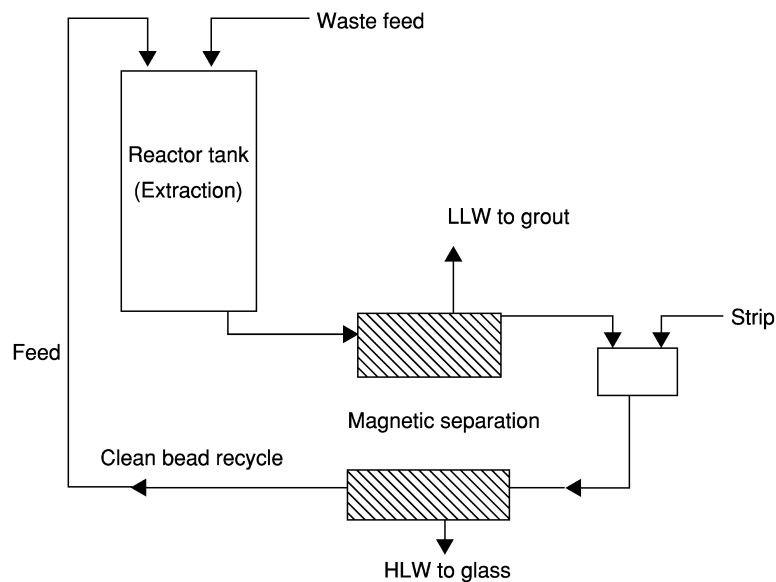 Waste feed
Reactor tank
(Extraction)
LLW to grout
Strip
Feed
Magnetic separation
Clean bead recycle
HLW to glass